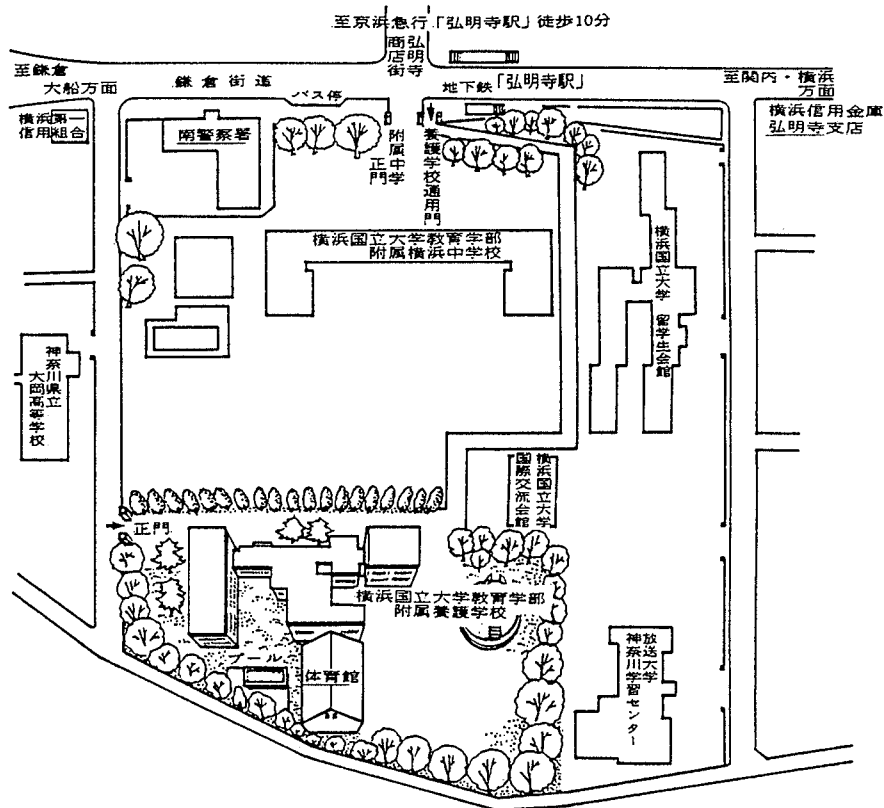 至京浜急行「弘明寺駅」徒歩10分
弘明寺
商店街
至鎌倉
大船方面
鎌倉街道
バス停
地下鉄「弘明寺駅」
至関内・横浜
方面
横浜第一
信用組合
南警察署
附属中学
正門
養護学校通用門
横浜信用金庫
弘明寺支店
横浜国立大学教育学部
附属横浜中学校
横浜国立大学 留学生会館
神奈川県立
大岡高等学校
横浜国立大学
国際交流会館
正門
横浜国立大学教育学部
附属養護学校
プール
体育館
放送大学
神奈川学習センター